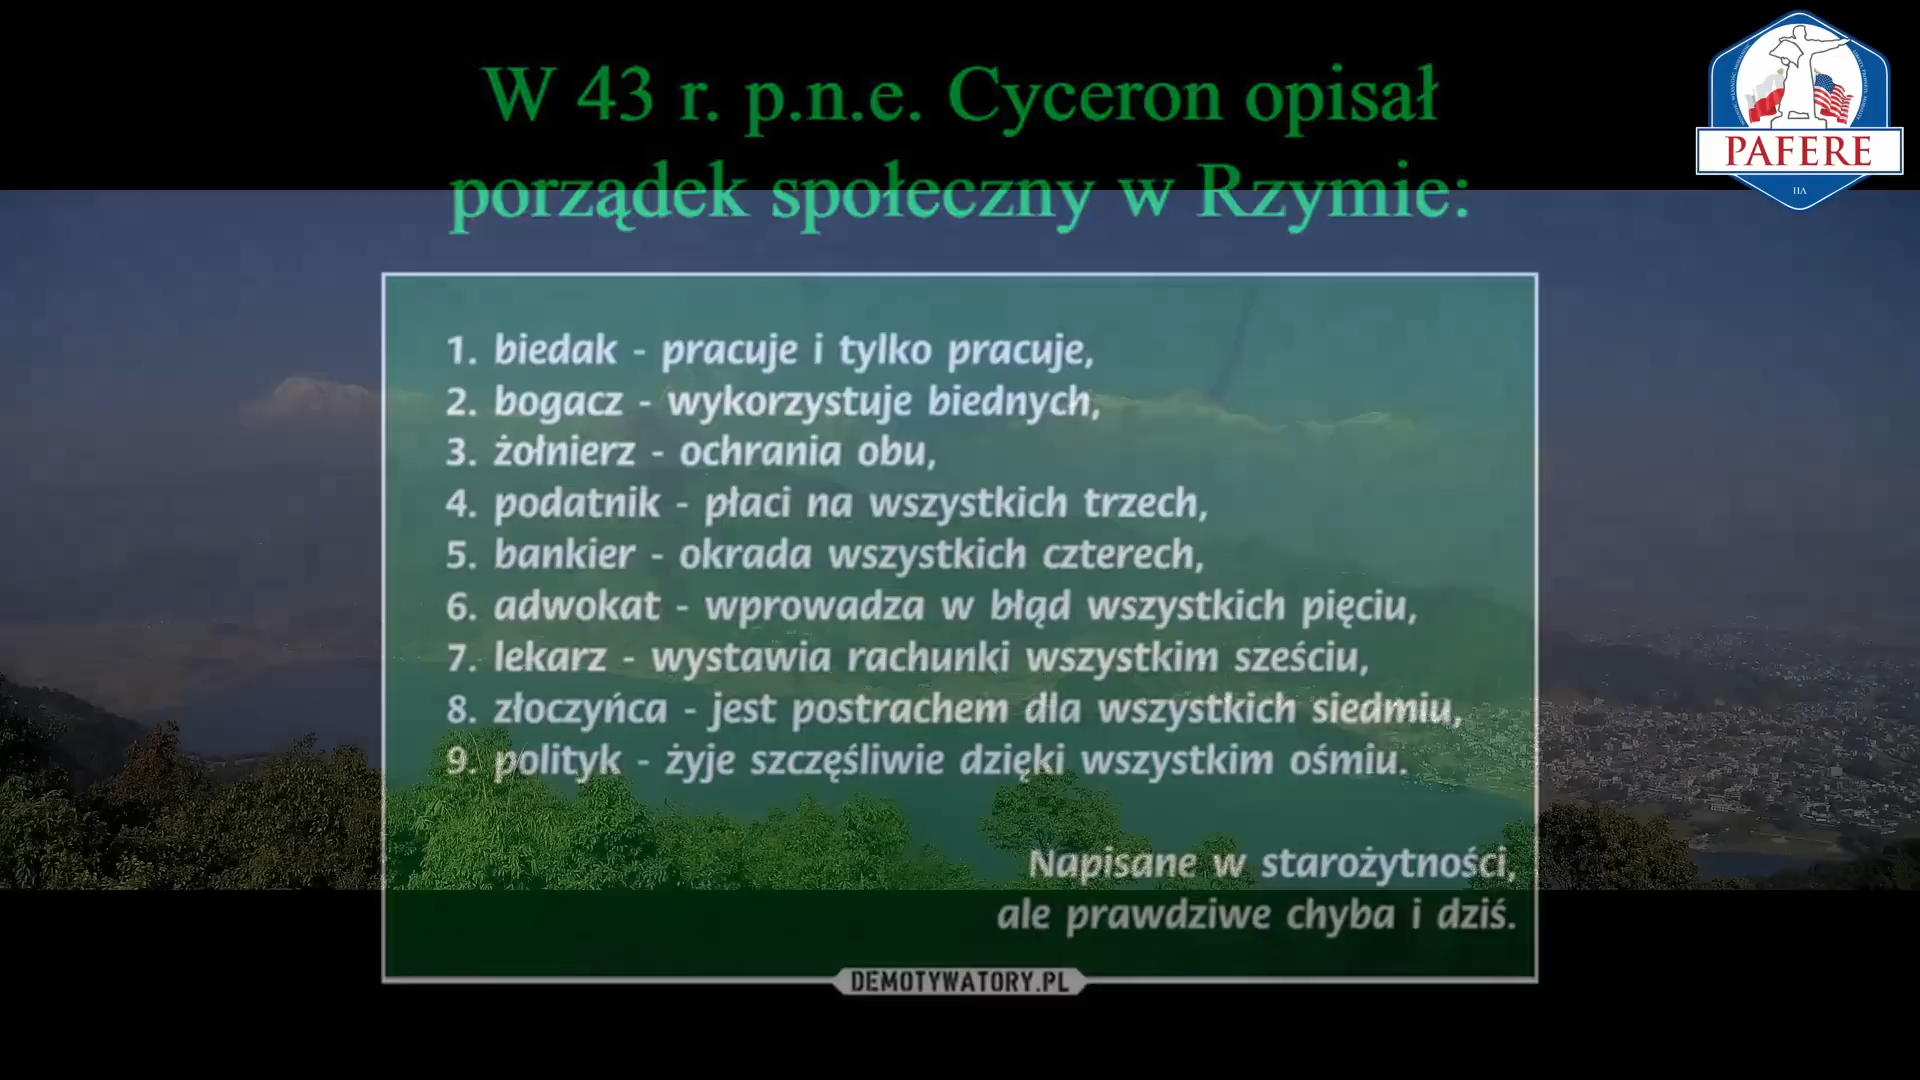 W 43 r. p.n.e. Cyceron opisał
porządek społeczny w Rzymie:
PAFERE
1. biedak - pracuje i tylko pracuje,
2. bogacz - wykorzystuje biednych,
3. żołnierz - ochrania obu,
4. podatnik - płaci na wszystkich trzech,
5. bankier - okrada wszystkich czterech,
6. adwokat - wprowadza w błąd wszystkich pięciu,
7. lekarz - wystawia rachunki wszystkim sześciu,
8. złoczyńca - jest postrachem dla wszystkich siedmiu,
9. polityk - żyje szczęśliwie dzięki wszystkim ośmiu.
Napisane w starożytności,
ale prawdziwe chyba i dziś.
DEMOTYWATORY.PL